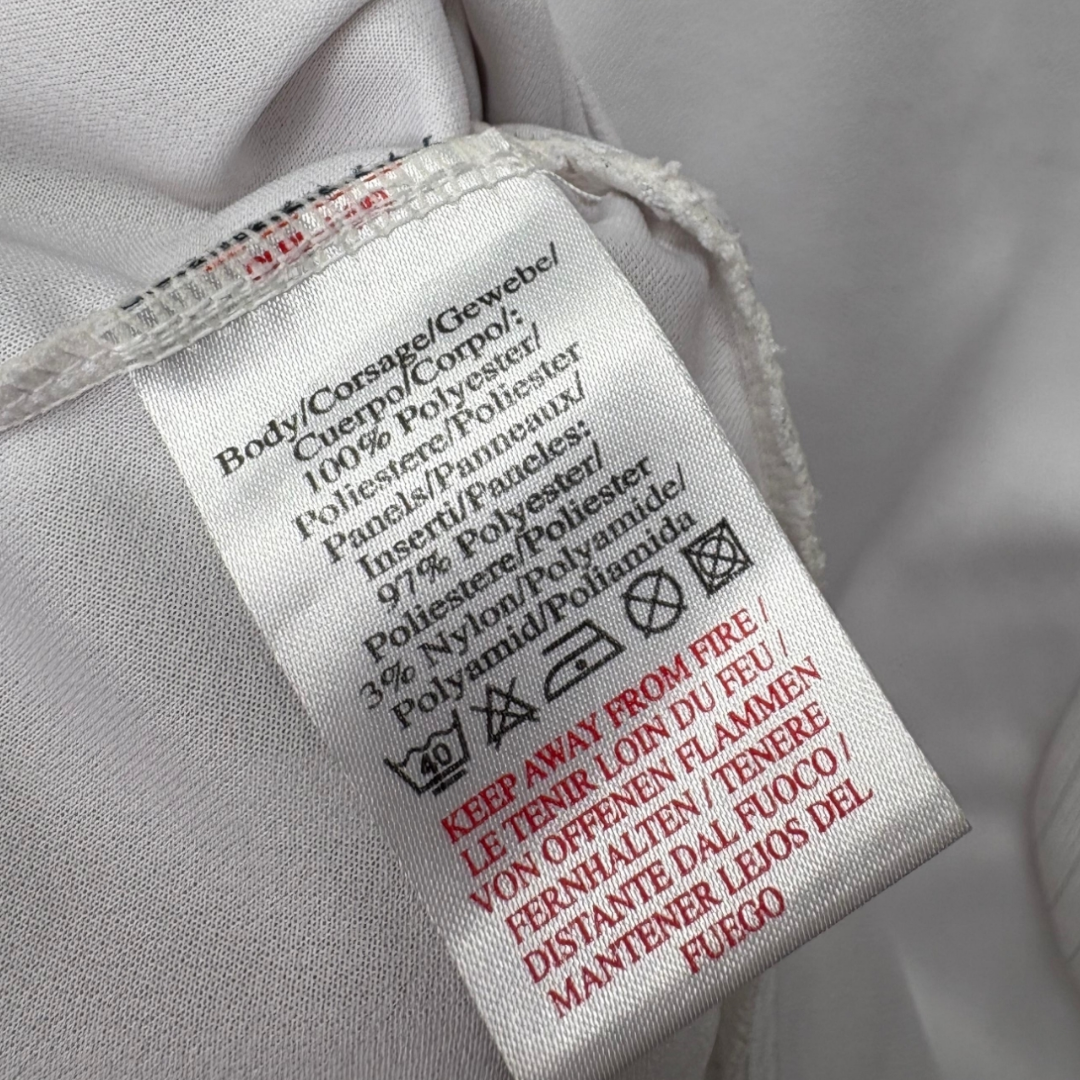 Body/Corsage/Gewebe/
Cuerpo/Corpo/:
100% Polyester/
Poliestere/Poliester
Panels/Panneaux/
Inserti/Paneles:
97% Polyester/
Poliestere/Poliester
3% Nylon/Polyamide/
Polyamid/Poliamida
40
KEEP AWAY FROM FIRE /
LE TENIR LOIN DU FEU /
VON OFFENEN FLAMMEN
FERNHALTEN / TENERE
DISTANTE DAL FUOCO /
MANTENER LEJOS DEL
FUEGO